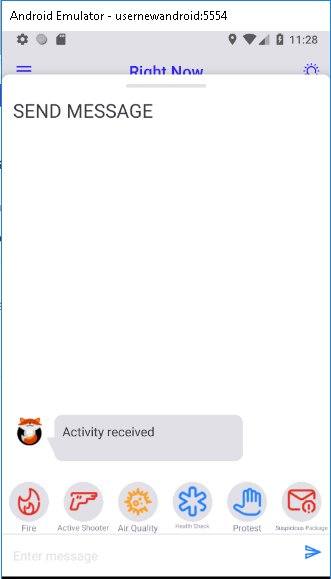 Android Emulator - usernewandroid:5554
11:28
Right Now
SEND MESSAGE
Activity received
Fire
Active Shooter
Air Quality
Health Check
Protest
Suspicious Package
Enter message